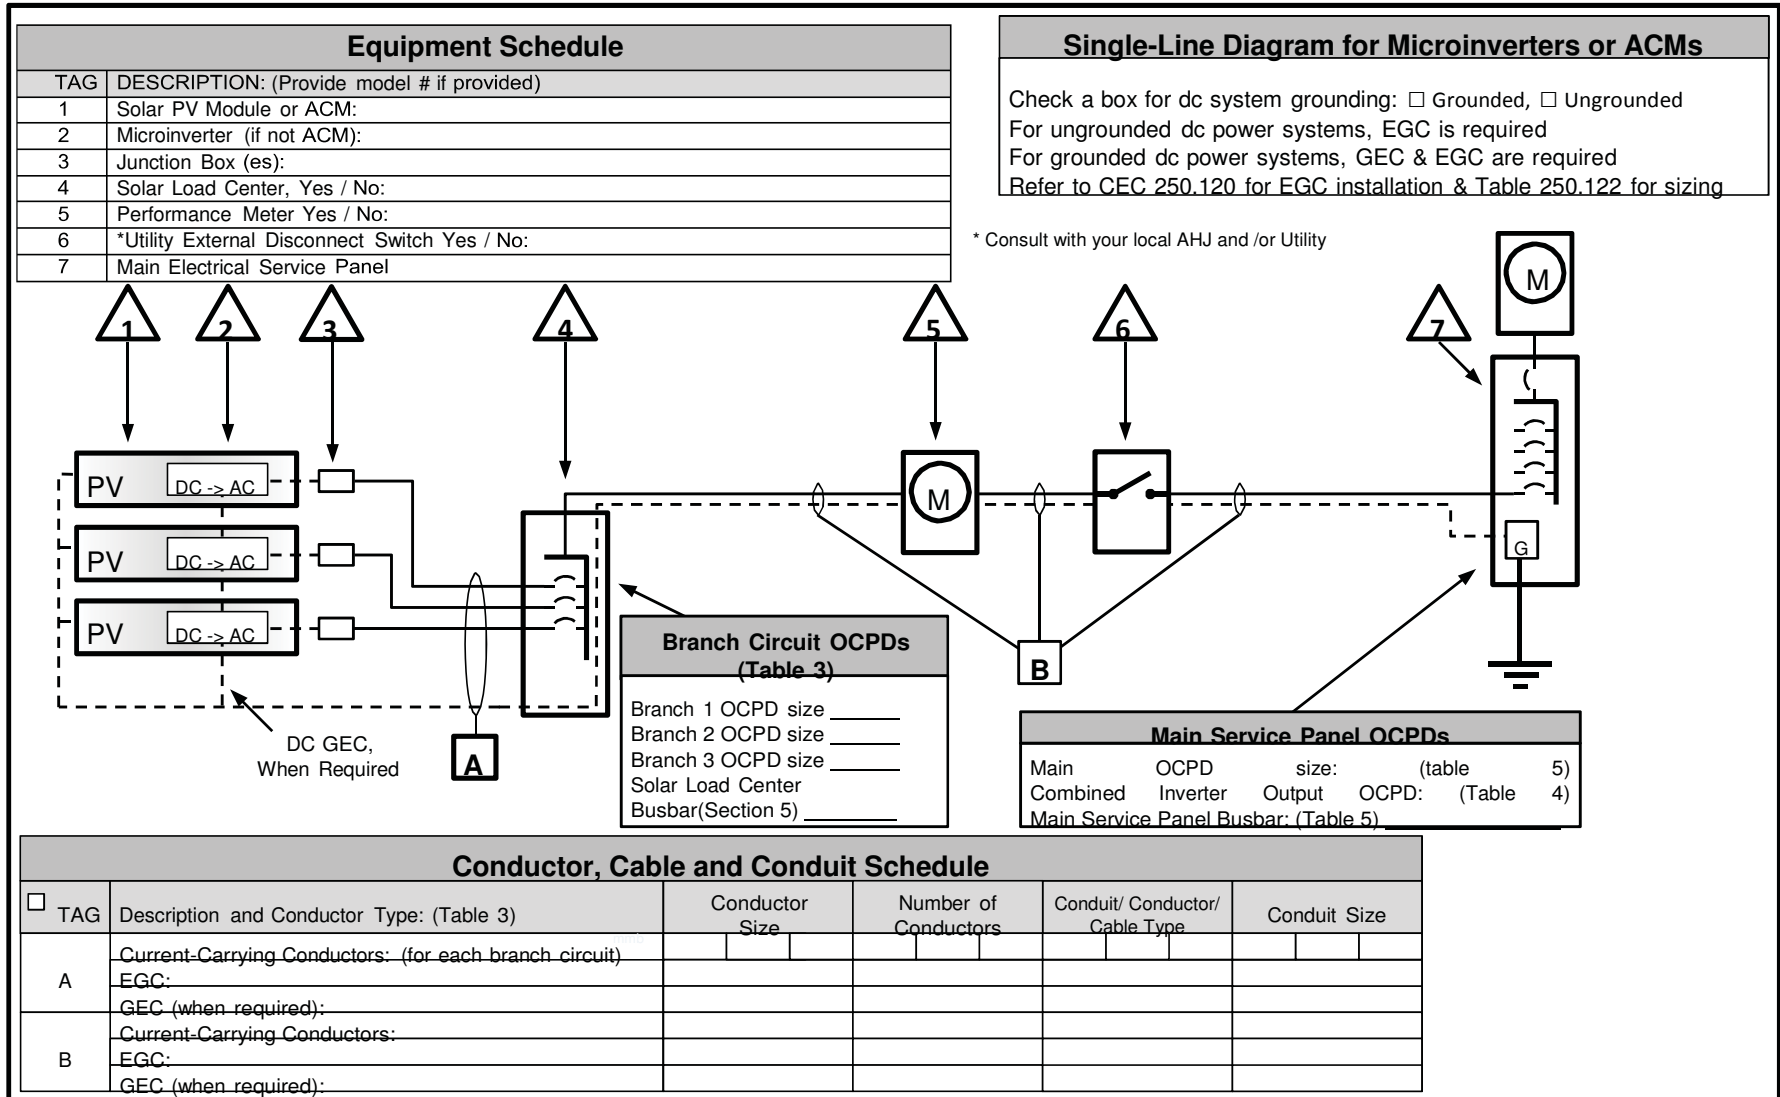 Equipment Schedule
TAG DESCRIPTION: (Provide model # if provided)
1 Solar PV Module or ACM:
2 Microinverter (if not ACM):
3 Junction Box (es):
4 Solar Load Center, Yes / No:
5 Performance Meter Yes / No:
6 *Utility External Disconnect Switch Yes / No:
7 Main Electrical Service Panel
Single-Line Diagram for Microinverters or ACMs
Check a box for dc system grounding: ☐ Grounded, ☐ Ungrounded
For ungrounded dc power systems, EGC is required
For grounded dc power systems, GEC & EGC are required
Refer to CEC 250.120 for EGC installation & Table 250.122 for sizing
* Consult with your local AHJ and /or Utility
M
1 2 3 4 5 6 7
PV DC -> AC
M
PV DC -> AC
G
PV DC -> AC
B
A
DC GEC,
When Required
Branch Circuit OCPDs
(Table 3)
Branch 1 OCPD size ______
Branch 2 OCPD size ______
Branch 3 OCPD size ______
Solar Load Center
Busbar(Section 5) ________
Main Service Panel OCPDs
Main OCPD size: (table 5)
Combined Inverter Output OCPD: (Table 4)
Main Service Panel Busbar: (Table 5)________________
Conductor, Cable and Conduit Schedule
☐ TAG Description and Conductor Type: (Table 3) Conductor Size Number of Conductors Conduit/ Conductor/ Cable Type Conduit Size
A
Current-Carrying Conductors: (for each branch circuit)
EGC:
GEC (when required):
B
Current-Carrying Conductors:
EGC:
GEC (when required):